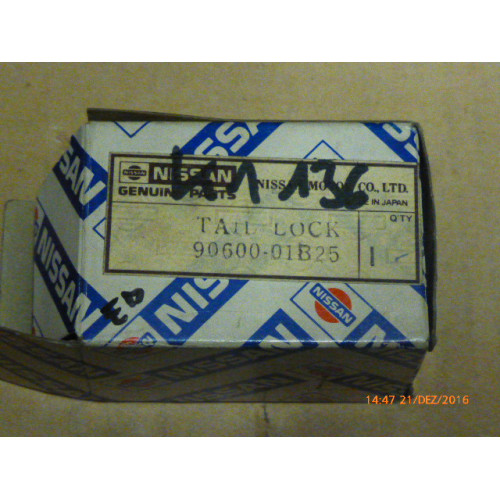 NISSAN
GENUINE PARTS
NISSAN MOTOR CO., LTD.
MADE IN JAPAN
136
TAIL LOCK
QTY
90600-01B25
1
NISSAN
NISSAN
NISSAN
14:47 21/DEZ/2016